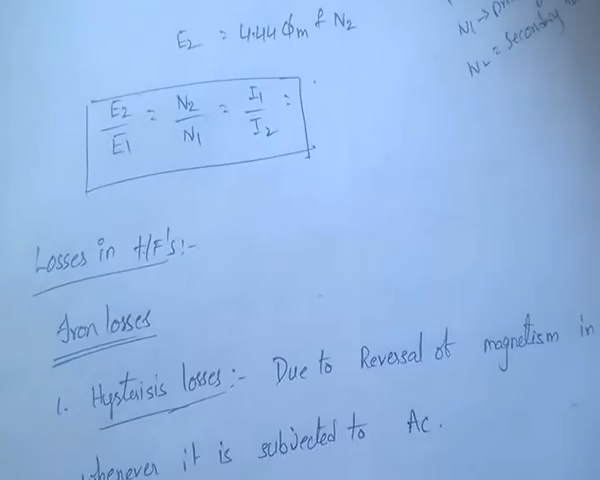 E2 = 4.44 Φm f N2
N1 → pri
N2 = Secondary
E2/E1 = N2/N1 = I1/I2 =
Losses in t/F's:-
Iron losses
1. Hysteisis losses:- Due to Reversal of magnetism in
whenever it is subjected to Ac.